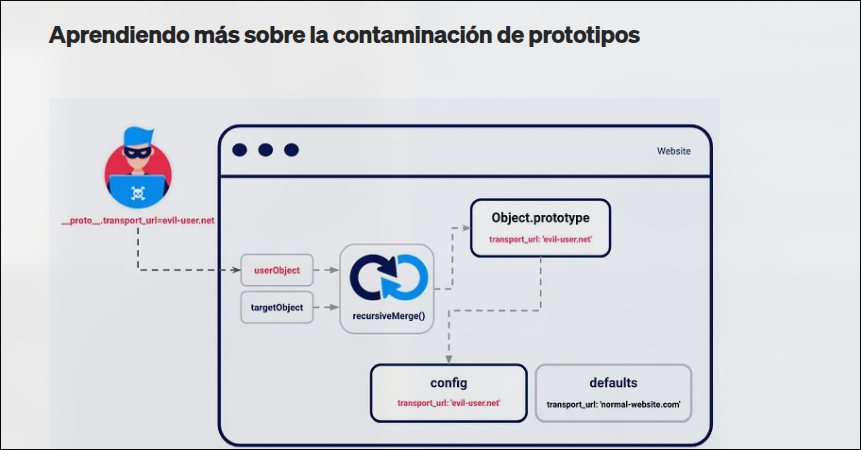 Aprendiendo más sobre la contaminación de prototipos
Website
__proto__.transport_url=evil-user.net
Object.prototype
transport_url: 'evil-user.net'
userObject
targetObject
recursiveMerge()
config
transport_url: 'evil-user.net'
defaults
transport_url: 'normal-website.com'